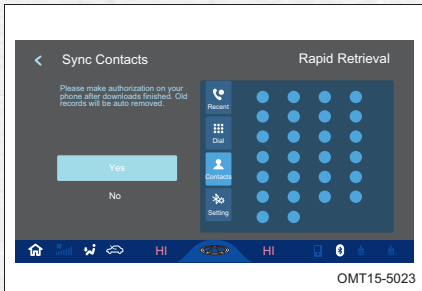 Sync Contacts
Rapid Retrieval
Please make authorization on your
phone after downloads finished. Old
records will be auto removed.
Yes
No
Recent
Dial
Contacts
Setting
HI
HI
OMT15-5023